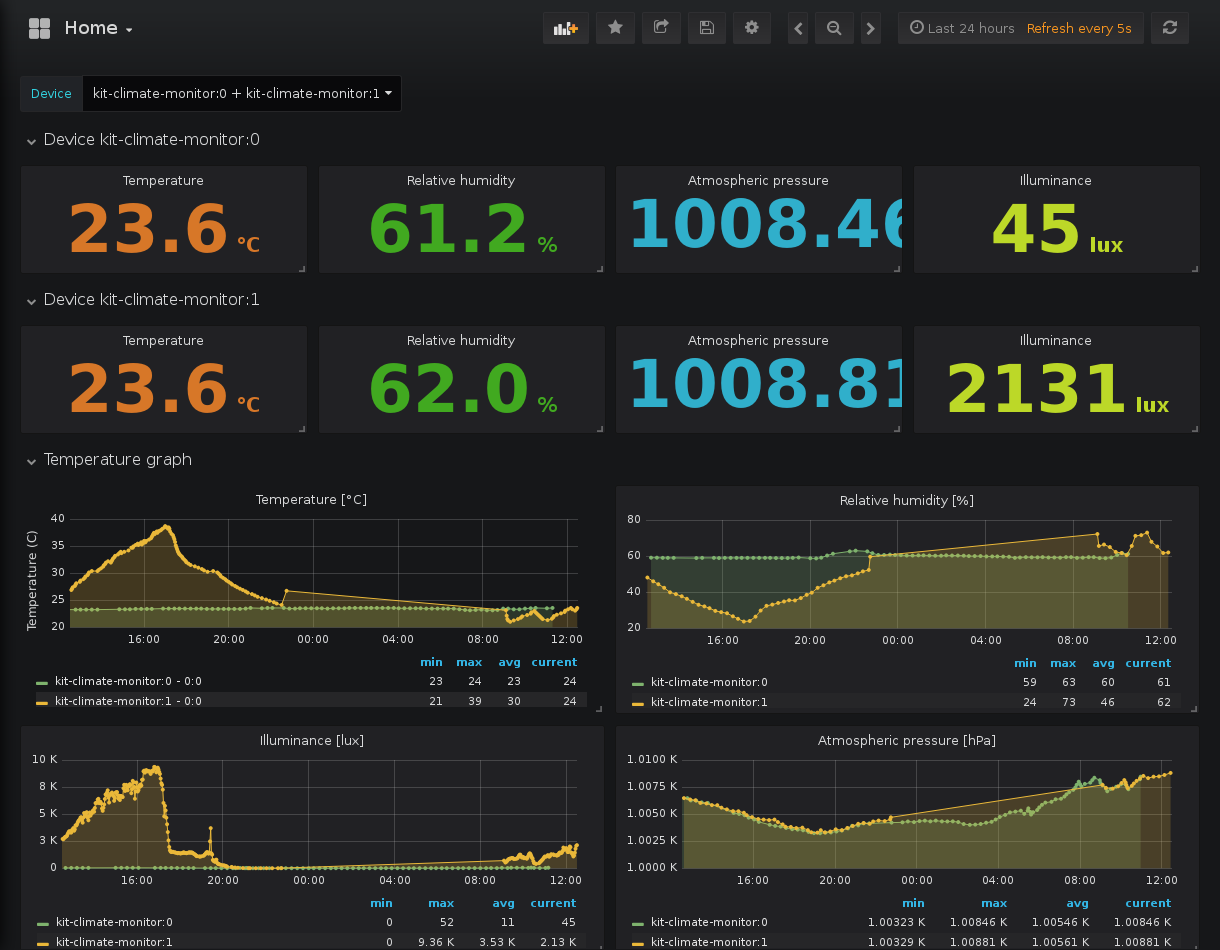 Home
Last 24 hours Refresh every 5s
Device kit-climate-monitor:0 + kit-climate-monitor:1
Device kit-climate-monitor:0
Temperature Relative humidity Atmospheric pressure Illuminance
23.6 °C 61.2 % 1008.46 45 lux
Device kit-climate-monitor:1
Temperature Relative humidity Atmospheric pressure Illuminance
23.6 °C 62.0 % 1008.81 2131 lux
Temperature graph
Temperature [°C]
Temperature (C)
40
35
30
25
20
16:00 20:00 00:00 04:00 08:00 12:00
min max avg current
kit-climate-monitor:0 - 0:0 23 24 23 24
kit-climate-monitor:1 - 0:0 21 39 30 24
Relative humidity [%]
80
60
40
20
16:00 20:00 00:00 04:00 08:00 12:00
min max avg current
kit-climate-monitor:0 59 63 60 61
kit-climate-monitor:1 24 73 46 62
Illuminance [lux]
10 K
8 K
5 K
3 K
0
16:00 20:00 00:00 04:00 08:00 12:00
min max avg current
kit-climate-monitor:0 0 52 11 45
kit-climate-monitor:1 0 9.36 K 3.53 K 2.13 K
Atmospheric pressure [hPa]
1.0100 K
1.0075 K
1.0050 K
1.0025 K
1.0000 K
16:00 20:00 00:00 04:00 08:00 12:00
min max avg current
kit-climate-monitor:0 1.00323 K 1.00846 K 1.00546 K 1.00846 K
kit-climate-monitor:1 1.00329 K 1.00881 K 1.00561 K 1.00881 K